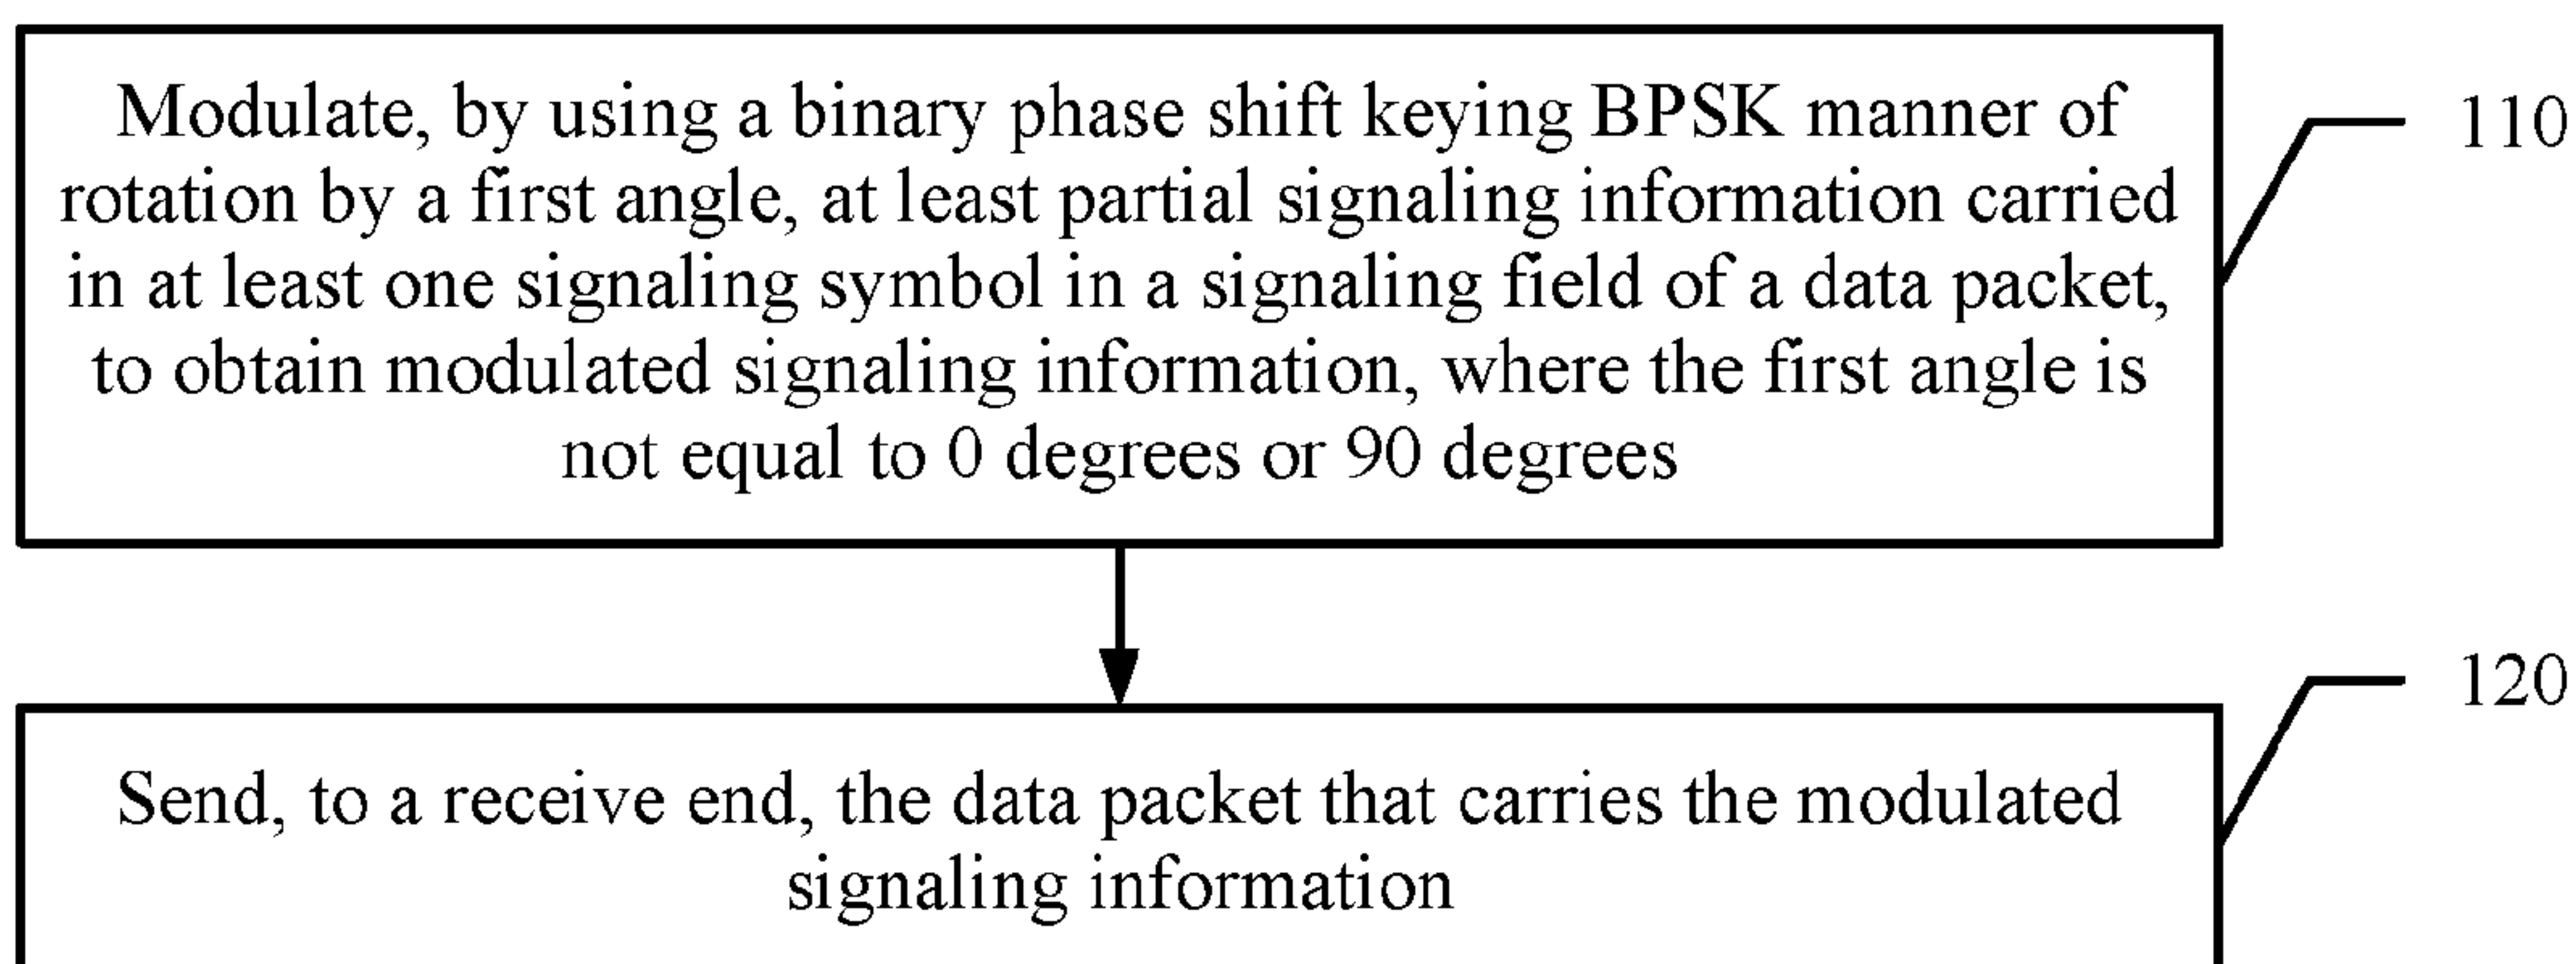 Modulate, by using a binary phase shift keying BPSK manner of
rotation by a first angle, at least partial signaling information carried
in at least one signaling symbol in a signaling field of a data packet,
to obtain modulated signaling information, where the first angle is
not equal to 0 degrees or 90 degrees
110
Send, to a receive end, the data packet that carries the modulated
signaling information
120